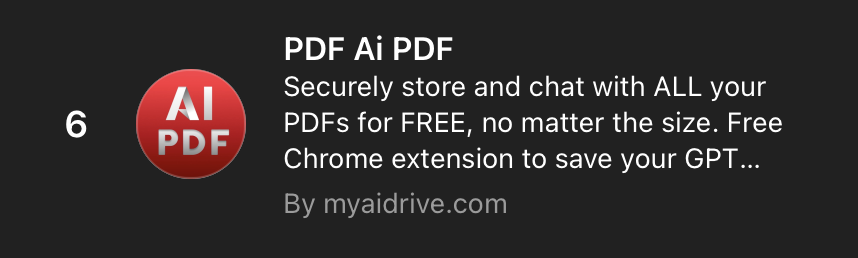 6
AI
PDF
PDF Ai PDF
Securely store and chat with ALL your
PDFs for FREE, no matter the size. Free
Chrome extension to save your GPT...
By myaidrive.com